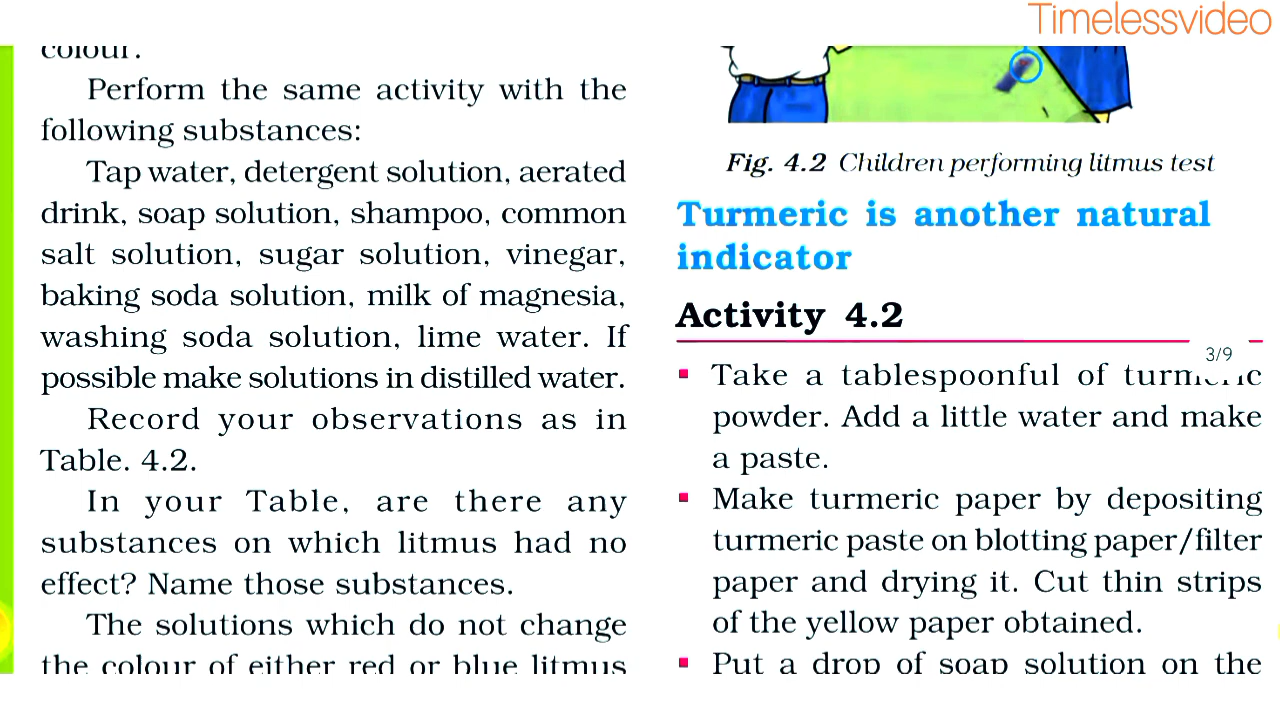 Timelessvideo
colour.
Perform the same activity with the
following substances:
Tap water, detergent solution, aerated
drink, soap solution, shampoo, common
salt solution, sugar solution, vinegar,
baking soda solution, milk of magnesia,
washing soda solution, lime water. If
possible make solutions in distilled water.
Record your observations as in
Table. 4.2.
In your Table, are there any
substances on which litmus had no
effect? Name those substances.
The solutions which do not change
the colour of either red or blue litmus
Fig. 4.2 Children performing litmus test
Turmeric is another natural
indicator
Activity 4.2
3/9
Take a tablespoonful of turmeric
powder. Add a little water and make
a paste.
Make turmeric paper by depositing
turmeric paste on blotting paper/filter
paper and drying it. Cut thin strips
of the yellow paper obtained.
Put a drop of soap solution on the